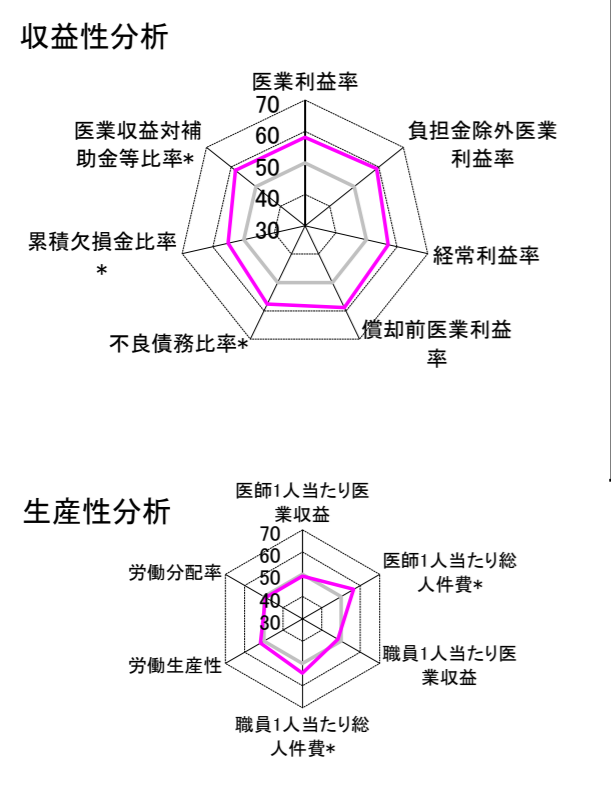 収益性分析
医業利益率
70
60
50
40
30
負担金除外医業
利益率
経常利益率
償却前医業利益
率
不良債務比率*
累積欠損金比率
*
医業収益対補
助金等比率*
生産性分析
医師1人当たり医
業収益
70
60
50
40
30
医師1人当たり総
人件費*
職員1人当たり医
業収益
職員1人当たり総
人件費*
労働生産性
労働分配率